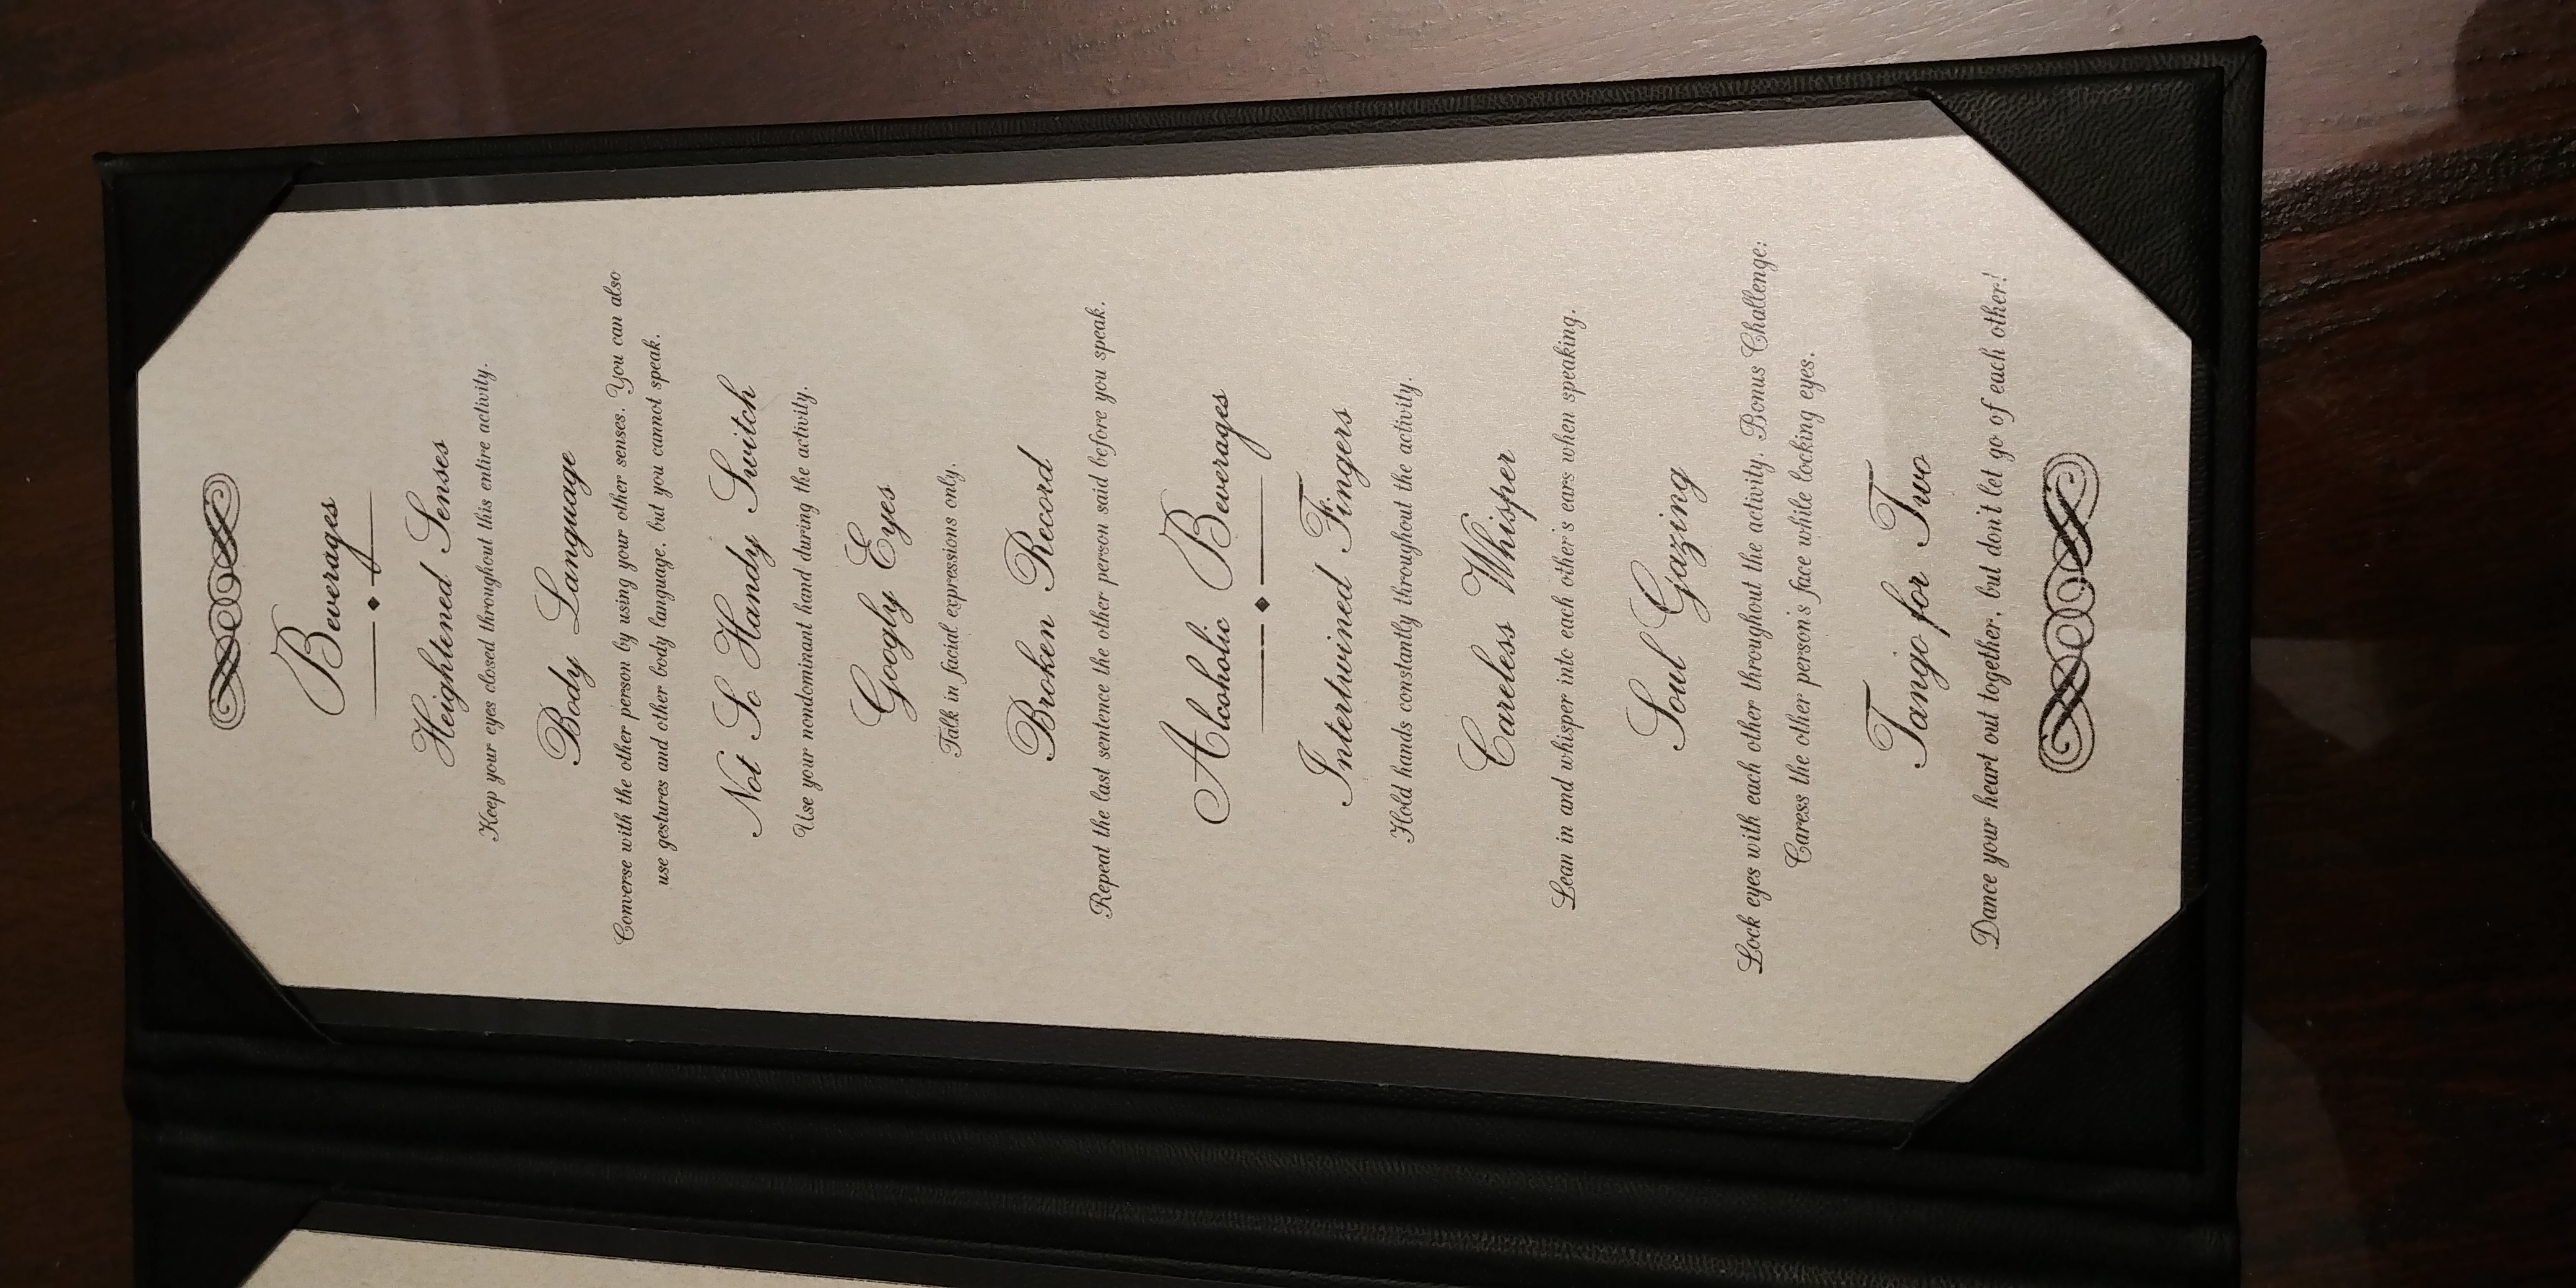 Beverages
Heightened Senses
Keep your eyes closed throughout this entire activity.
Body Language
Converse with the other person by using your other senses. You can also
use gestures and other body language, but you cannot speak.
Not So Handy Switch
Use your nondominant hand during the activity.
Googly Eyes
Talk in facial expressions only.
Broken Record
Repeat the last sentence the other person said before you speak.
Alcoholic Beverages
Intertwined Fingers
Hold hands constantly throughout the activity.
Careless Whisper
Lean in and whisper into each other's ears when speaking.
Soul Gazing
Lock eyes with each other throughout the activity. Bonus Challenge:
Caress the other person's face while locking eyes.
Tango for Two
Dance your heart out together, but don't let go of each other!